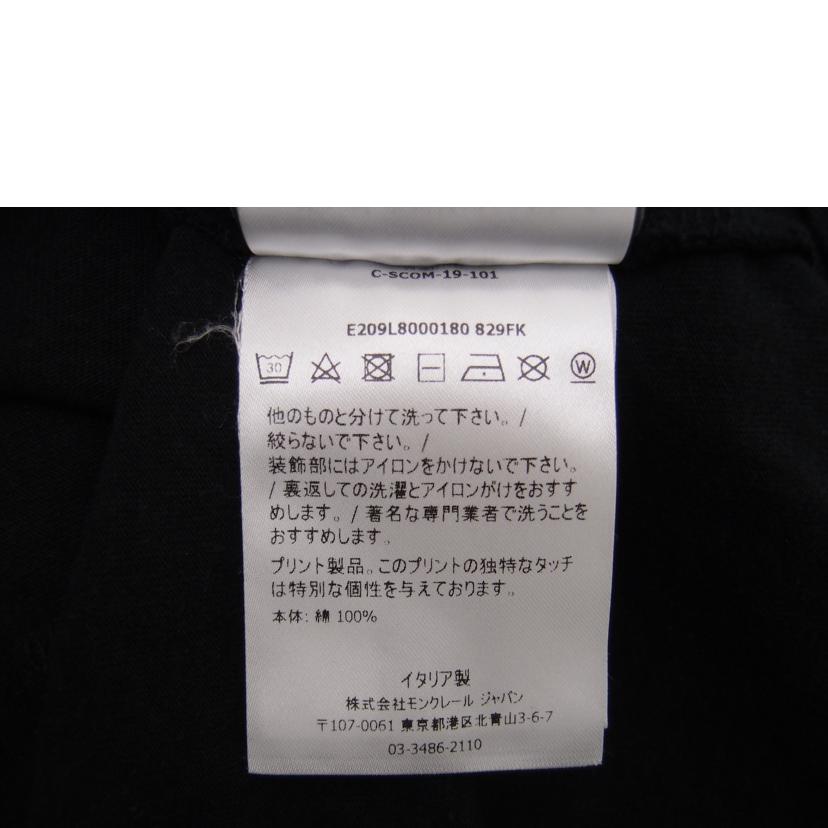 C-SCOM-19-101
E209L8000180 829FK
30 W
他のものと分けて洗って下さい。/
絞らないで下さい。/
装飾部にはアイロンをかけないで下さい。
/ 裏返しての洗濯とアイロンがけをおすす
めします。/ 著名な専門業者で洗うことを
おすすめします。
プリント製品。このプリントの独特なタッチ
は特別な個性を与えております。
本体: 綿 100%
イタリア製
株式会社モンクレール ジャパン
〒107-0061 東京都港区北青山3-6-7
03-3486-2110